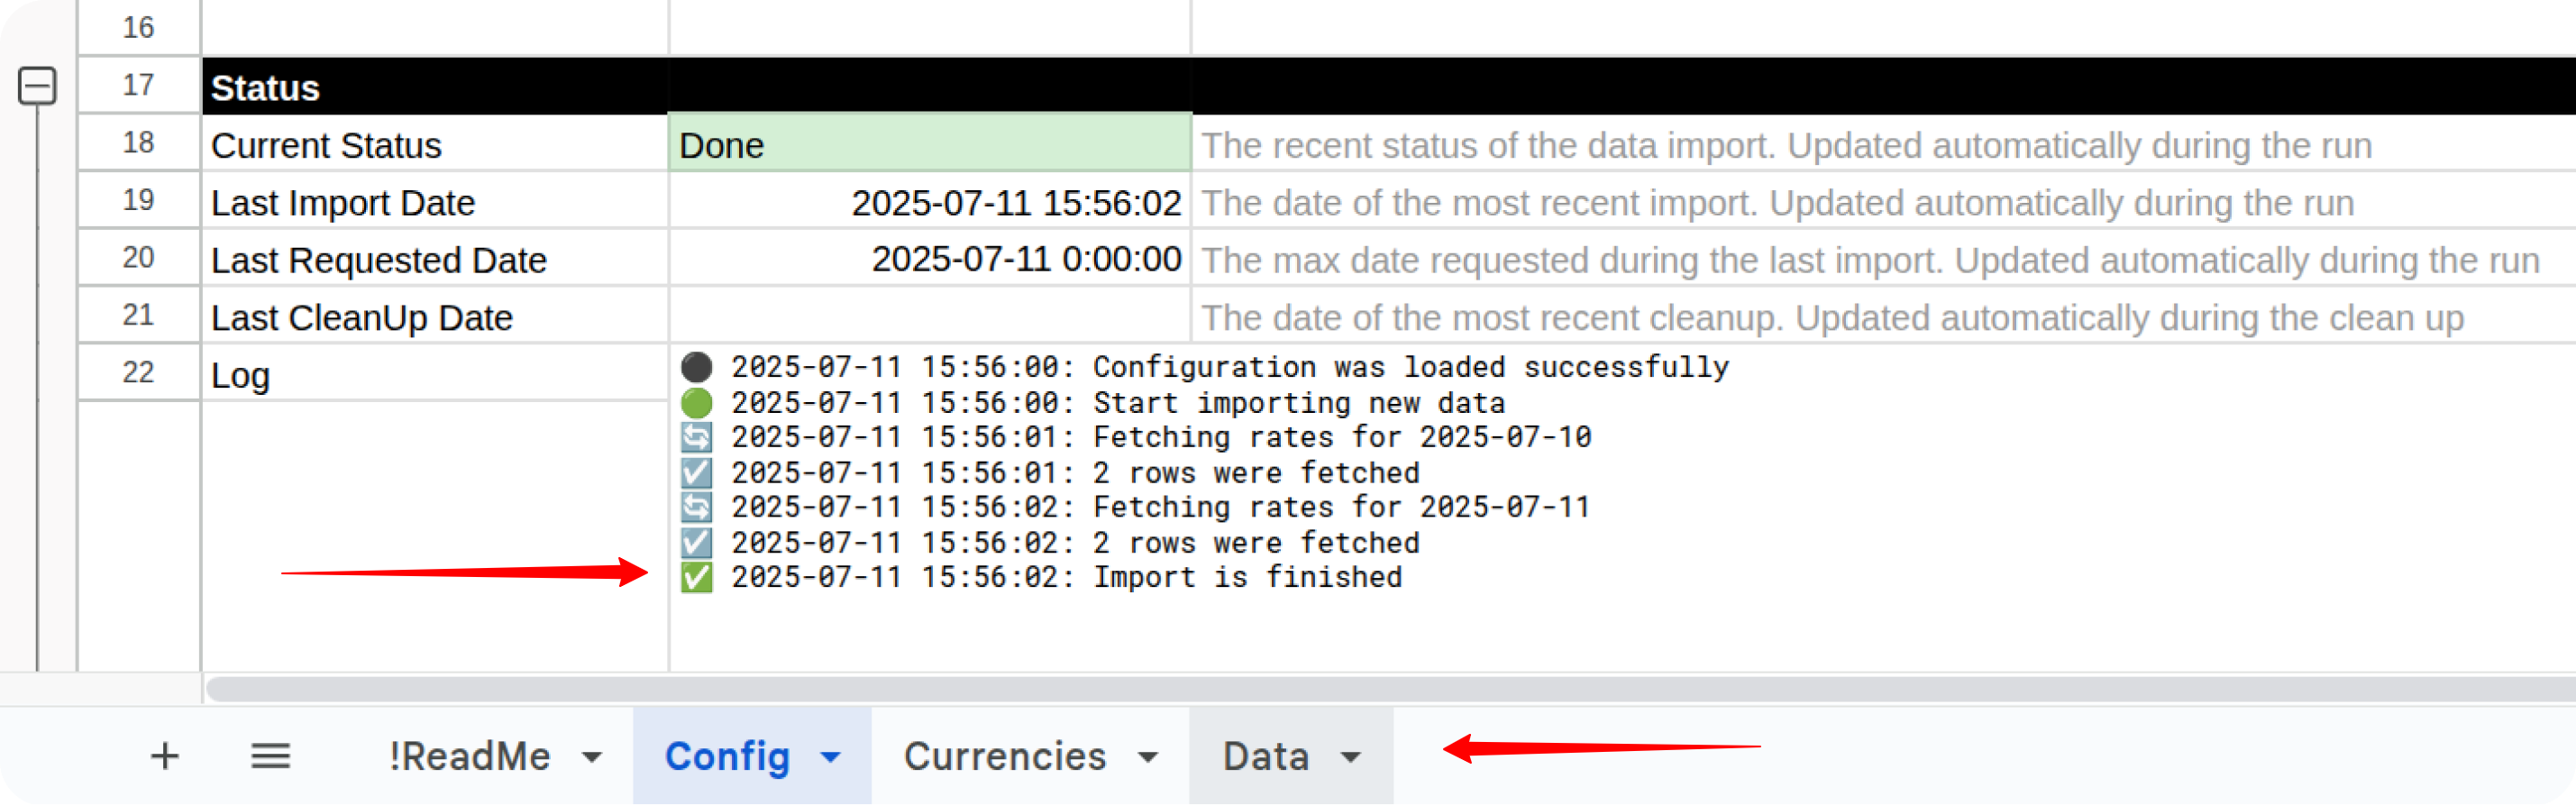 16
17 Status
18 Current Status Done The recent status of the data import. Updated automatically during the run
19 Last Import Date 2025-07-11 15:56:02 The date of the most recent import. Updated automatically during the run
20 Last Requested Date 2025-07-11 0:00:00 The max date requested during the last import. Updated automatically during the run
21 Last CleanUp Date The date of the most recent cleanup. Updated automatically during the clean up
22 Log
⚫ 2025-07-11 15:56:00: Configuration was loaded successfully
🟢 2025-07-11 15:56:00: Start importing new data
🔄 2025-07-11 15:56:01: Fetching rates for 2025-07-10
☑️ 2025-07-11 15:56:01: 2 rows were fetched
🔄 2025-07-11 15:56:02: Fetching rates for 2025-07-11
☑️ 2025-07-11 15:56:02: 2 rows were fetched
✅ 2025-07-11 15:56:02: Import is finished
!ReadMe Config Currencies Data